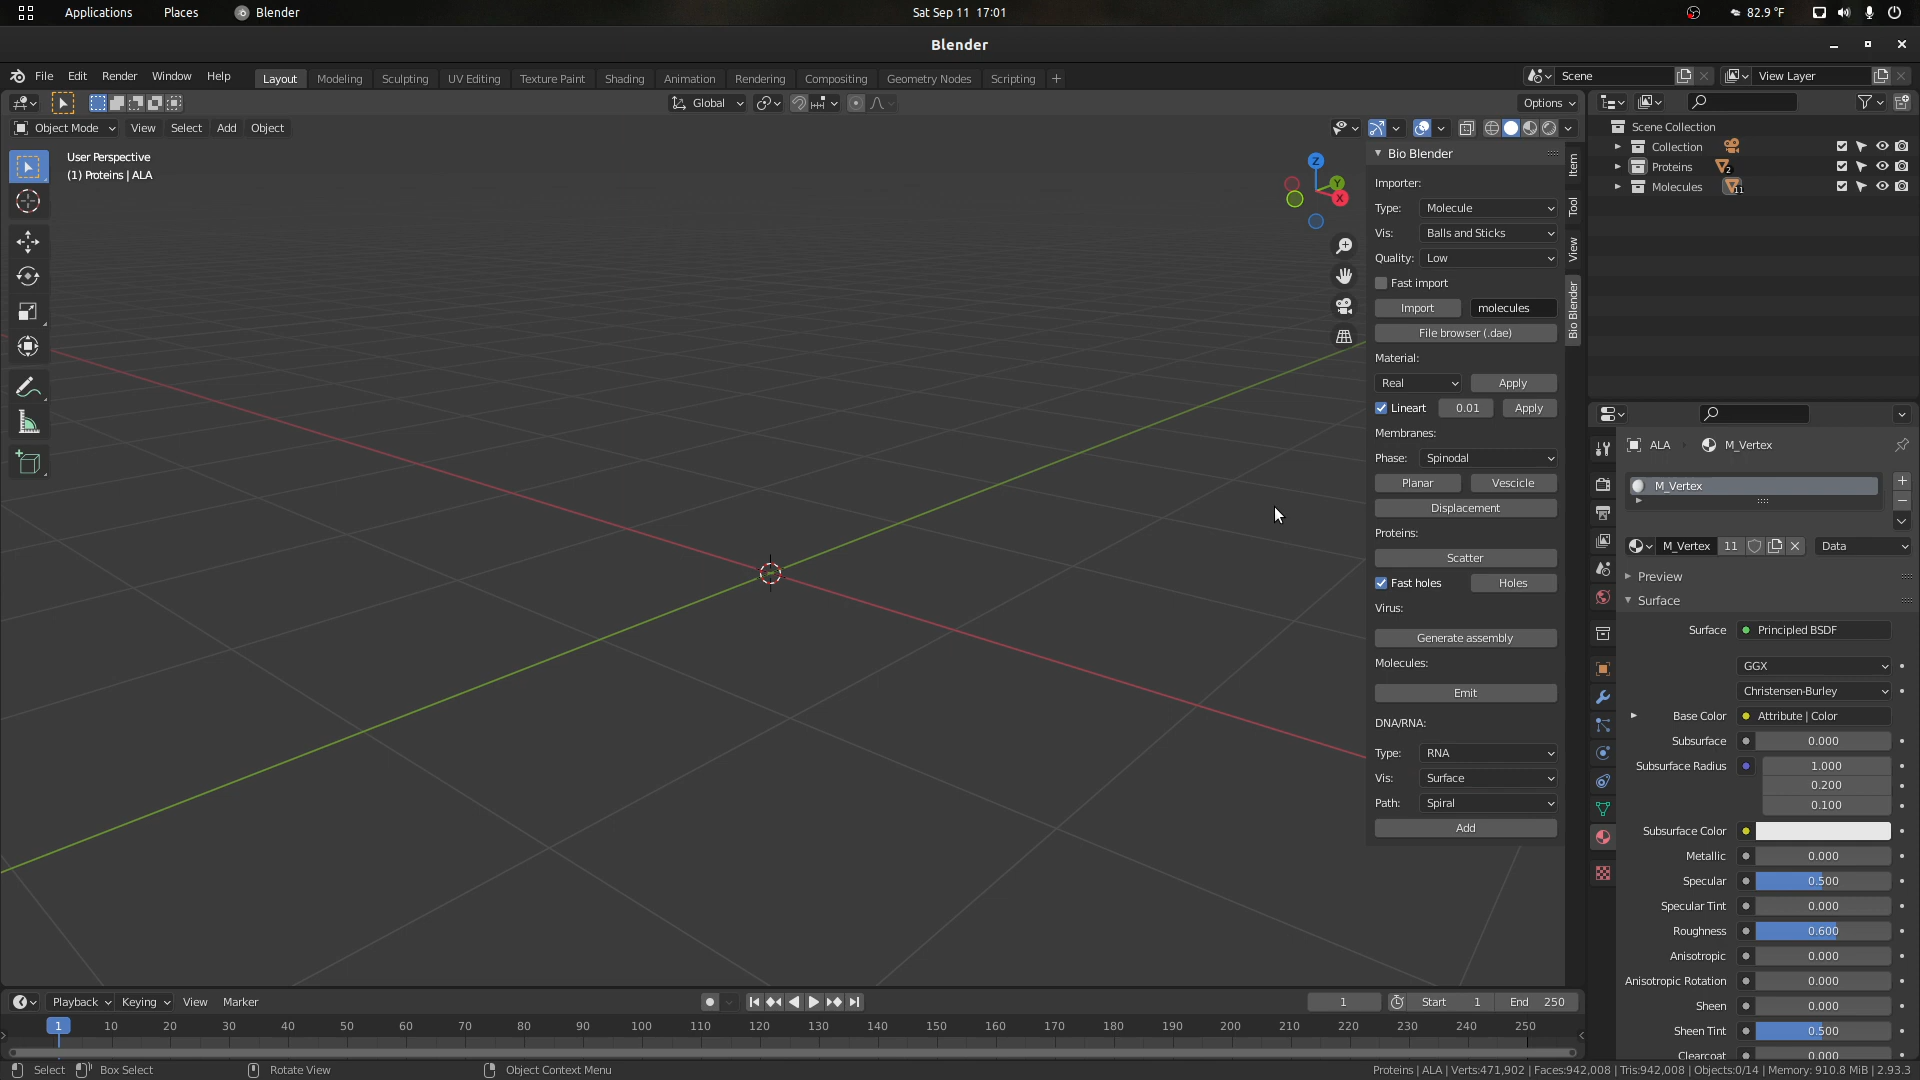 Applications Places Blender Sat Sep 11 17:01 82.9 °F
Blender
File Edit Render Window Help Layout Modeling Sculpting UV Editing Texture Paint Shading Animation Rendering Compositing Geometry Nodes Scripting + Scene View Layer
Global Options
Object Mode View Select Add Object
User Perspective
(1) Proteins | ALA
Z
Y
X
Bio Blender
Importer:
Type: Molecule
Vis: Balls and Sticks
Quality: Low
Fast import
Import molecules
File browser (.dae)
Material:
Real Apply
Lineart 0.01 Apply
Membranes:
Phase: Spinodal
Planar Vescicle
Displacement
Proteins:
Scatter
Fast holes Holes
Virus:
Generate assembly
Molecules:
Emit
DNA/RNA:
Type: RNA
Vis: Surface
Path: Spiral
Add
Item
Tool
View
Bio Blender
Scene Collection
Collection
Proteins 2
Molecules 11
ALA M_Vertex
M_Vertex
M_Vertex 11 Data
Preview
Surface
Surface Principled BSDF
GGX
Christensen-Burley
Base Color Attribute | Color
Subsurface 0.000
Subsurface Radius 1.000
0.200
0.100
Subsurface Color
Metallic 0.000
Specular 0.500
Specular Tint 0.000
Roughness 0.600
Anisotropic 0.000
Anisotropic Rotation 0.000
Sheen 0.000
Sheen Tint 0.500
Clearcoat 0.000
Playback Keying View Marker 1 Start 1 End 250
1 10 20 30 40 50 60 70 80 90 100 110 120 130 140 150 160 170 180 190 200 210 220 230 240 250
Select Box Select Rotate View Object Context Menu Proteins | ALA | Verts:471,902 | Faces:942,008 | Tris:942,008 | Objects:0/14 | Memory: 910.8 MiB | 2.93.3